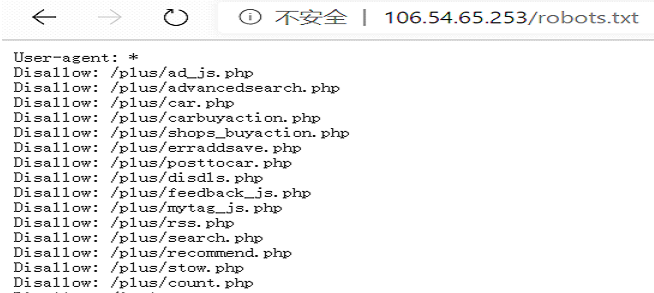 不安全 | 106.54.65.253/robots.txt
User-agent: *
Disallow: /plus/ad_js.php
Disallow: /plus/advancedsearch.php
Disallow: /plus/car.php
Disallow: /plus/carbuyaction.php
Disallow: /plus/shops_buyaction.php
Disallow: /plus/erraddsave.php
Disallow: /plus/posttocar.php
Disallow: /plus/disdls.php
Disallow: /plus/feedback_js.php
Disallow: /plus/mytag_js.php
Disallow: /plus/rss.php
Disallow: /plus/search.php
Disallow: /plus/recommend.php
Disallow: /plus/stow.php
Disallow: /plus/count.php